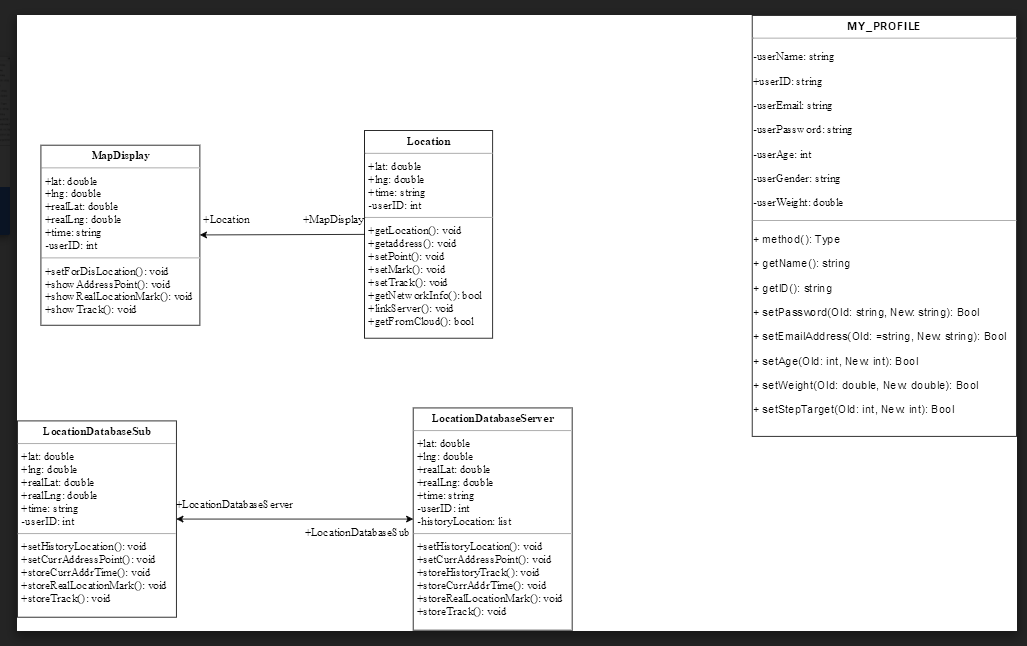 MY_PROFILE
-userName: string
+userID: string
-userEmail: string
-userPassword: string
-userAge: int
-userGender: string
-userWeight: double
+ method(): Type
+ getName(): string
+ getID(): string
+ setPassword(Old: string, New: string): Bool
+ setEmailAddress(Old: =string, New: string): Bool
+ setAge(Old: int, New: int): Bool
+ setWeight(Old: double, New: double): Bool
+ setStepTarget(Old: int, New: int): Bool
MapDisplay
+lat: double
+lng: double
+realLat: double
+realLng: double
+time: string
-userID: int
+setForDisLocation(): void
+showAddressPoint(): void
+showRealLocationMark(): void
+showTrack(): void
+Location
+MapDisplay
Location
+lat: double
+lng: double
+time: string
-userID: int
+getLocation(): void
+getaddress(): void
+setPoint(): void
+setMark(): void
+setTrack(): void
+getNetworkInfo(): bool
+linkServer(): void
+getFromCloud(): bool
LocationDatabaseSub
+lat: double
+lng: double
+realLat: double
+realLng: double
+time: string
-userID: int
+setHistoryLocation(): void
+setCurrAddressPoint(): void
+storeCurrAddrTime(): void
+storeRealLocationMark(): void
+storeTrack(): void
+LocationDatabaseServer
+LocationDatabaseSub
LocationDatabaseServer
+lat: double
+lng: double
+realLat: double
+realLng: double
+time: string
-userID: int
-historyLocation: list
+setHistoryLocation(): void
+setCurrAddressPoint(): void
+storeHistoryTrack(): void
+storeCurrAddrTime(): void
+storeRealLocationMark(): void
+storeTrack(): void